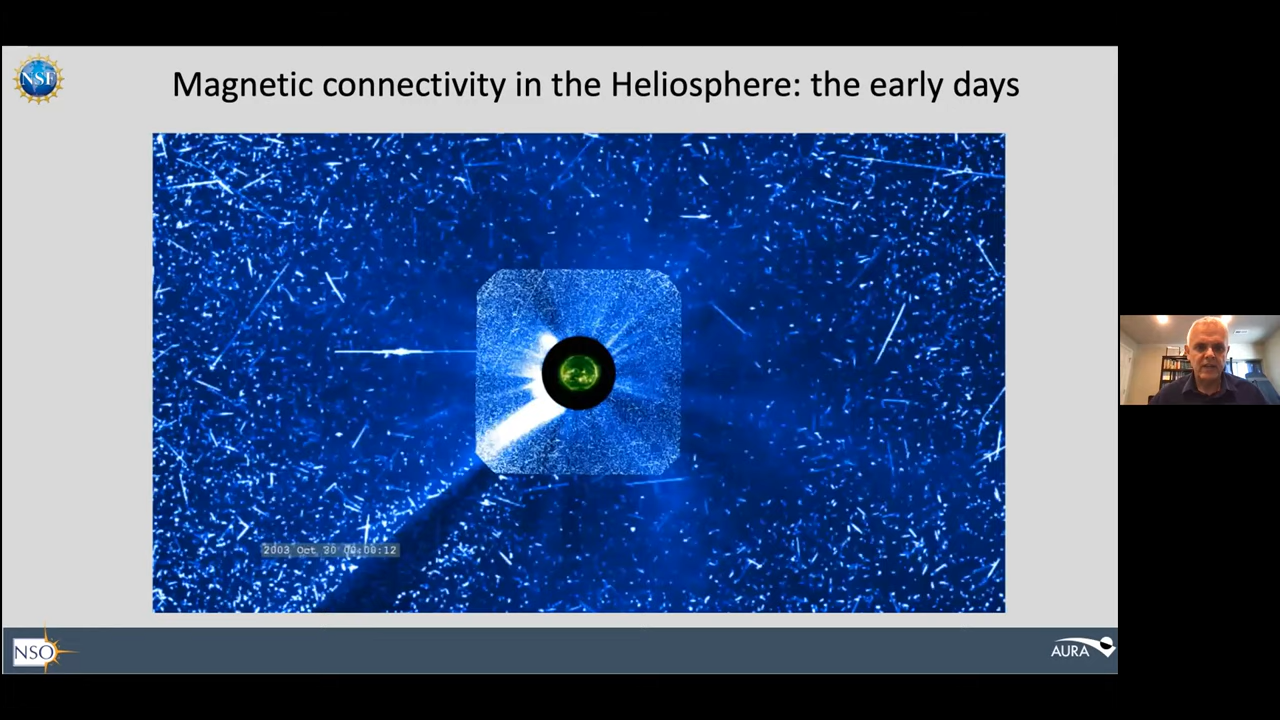 NSF
Magnetic connectivity in the Heliosphere: the early days
2003 Oct 30 00:00:12
NSO
AURA